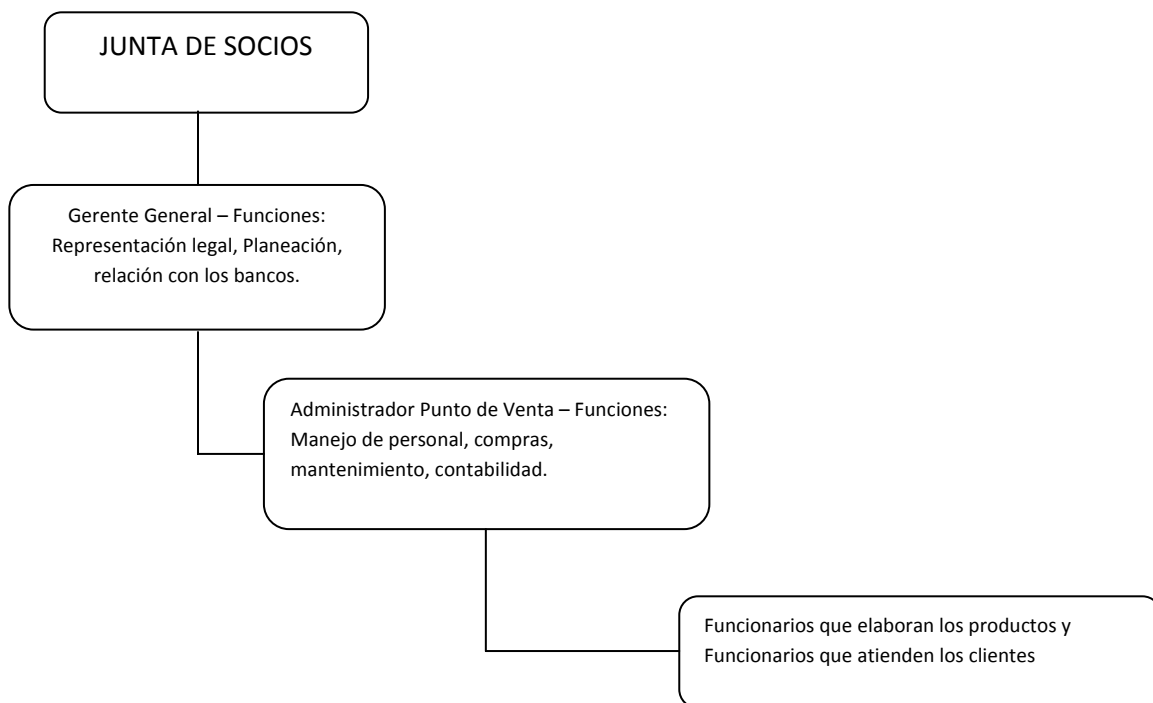 JUNTA DE SOCIOS
Gerente General – Funciones:
Representación legal, Planeación,
relación con los bancos.
Administrador Punto de Venta – Funciones:
Manejo de personal, compras,
mantenimiento, contabilidad.
Funcionarios que elaboran los productos y
Funcionarios que atienden los clientes